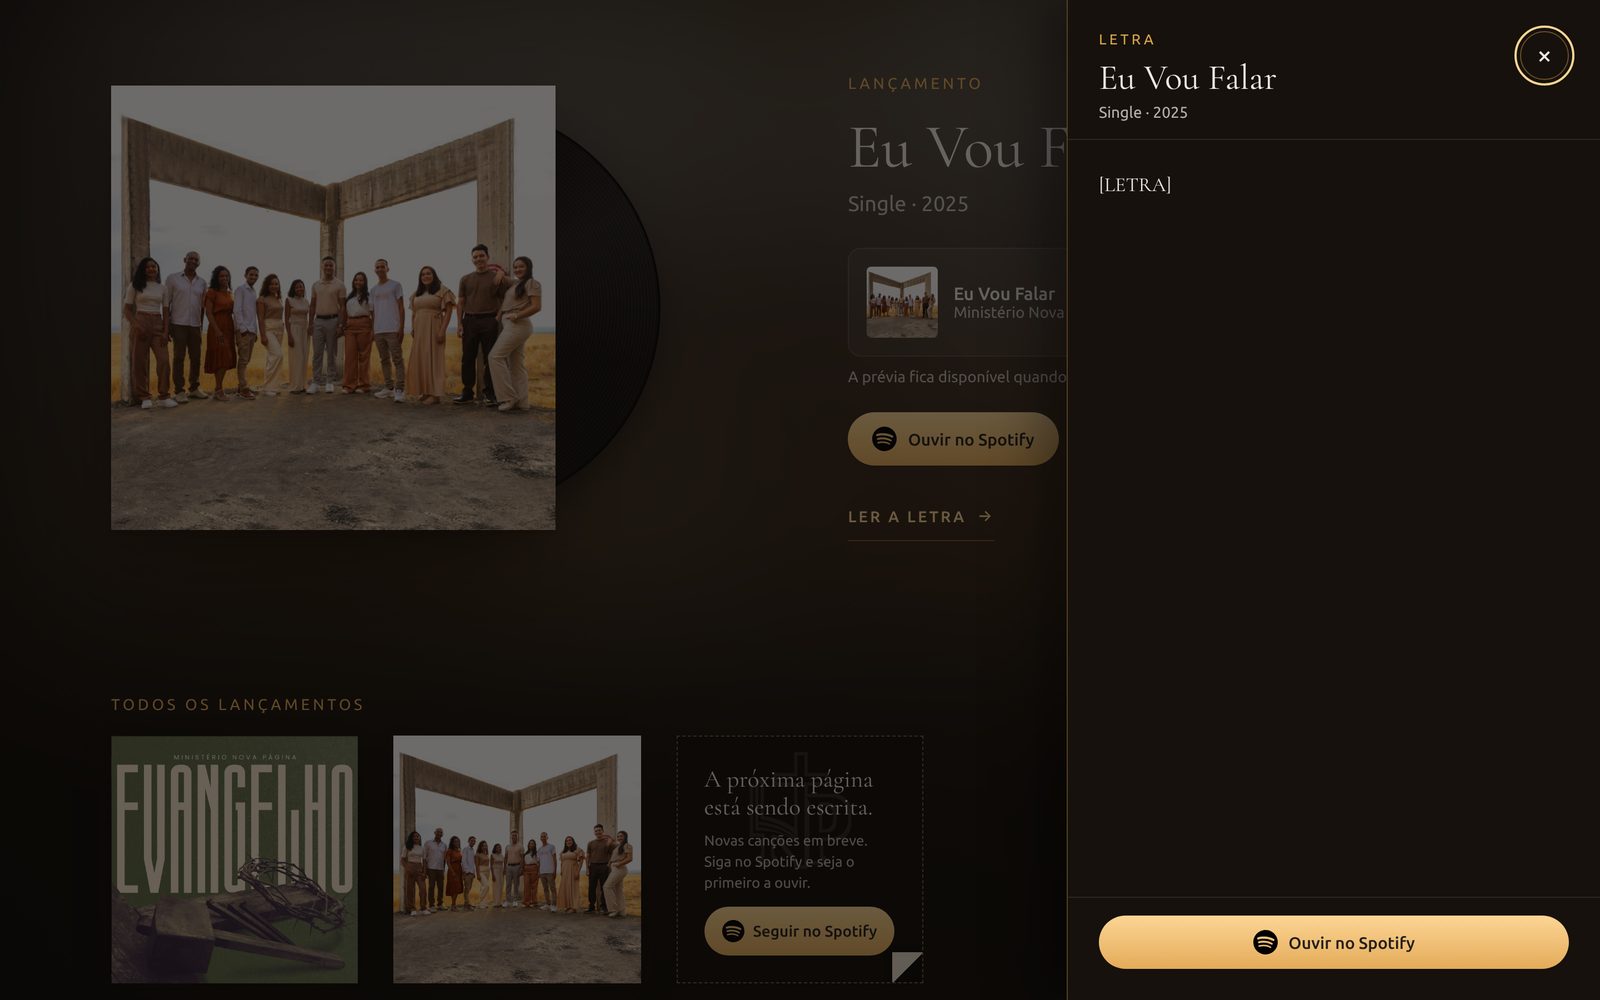 LANÇAMENTO
Eu Vou F
Single · 2025
Eu Vou Falar
Ministério Nova
A prévia fica disponível quando
Ouvir no Spotify
LER A LETRA →
TODOS OS LANÇAMENTOS
MINISTÉRIO NOVA PÁGINA
EVANGELHO
A próxima página
está sendo escrita.
Novas canções em breve.
Siga no Spotify e seja o
primeiro a ouvir.
Seguir no Spotify
LETRA
Eu Vou Falar
Single · 2025
×
[LETRA]
Ouvir no Spotify